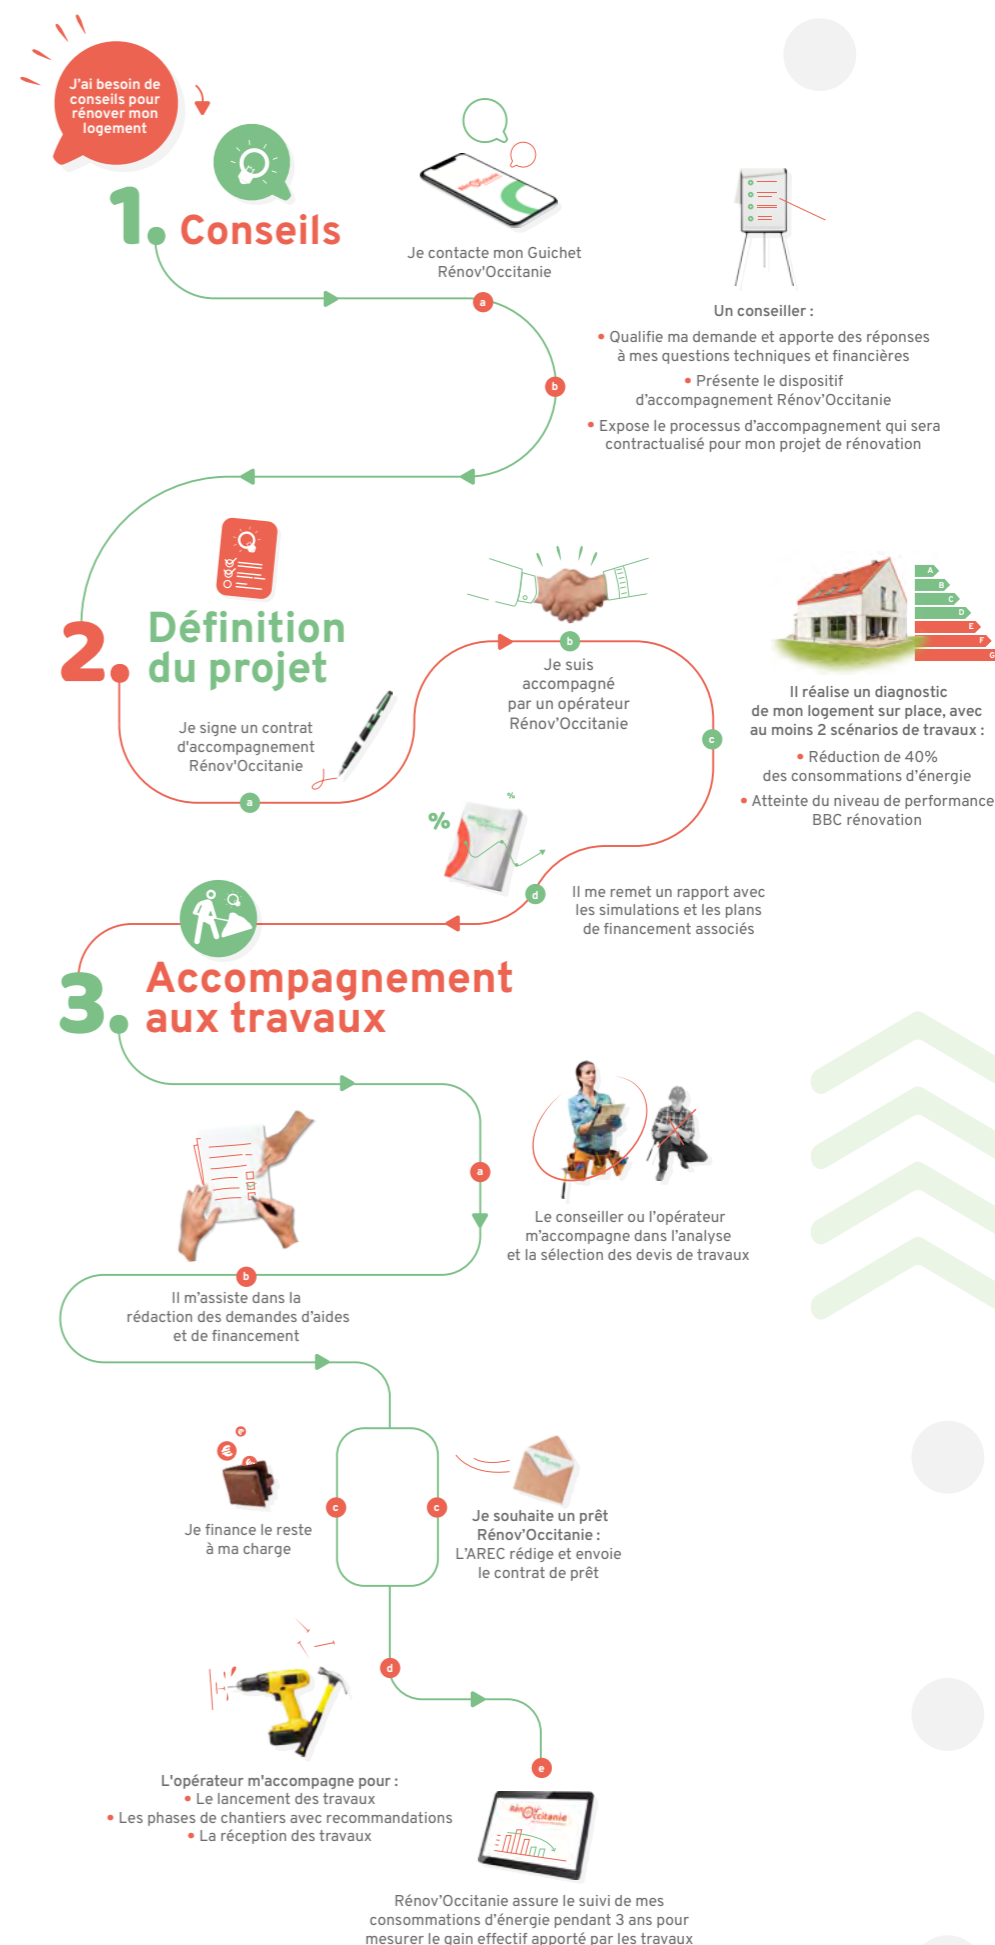 J'ai besoin de
conseils pour
rénover mon
logement
1. Conseils
Je contacte mon Guichet
Rénov'Occitanie
a
b
Un conseiller :
• Qualifie ma demande et apporte des réponses
à mes questions techniques et financières
• Présente le dispositif
d'accompagnement Rénov'Occitanie
• Expose le processus d'accompagnement qui sera
contractualisé pour mon projet de rénovation
2. Définition
du projet
Je signe un contrat
d'accompagnement
Rénov'Occitanie
a
b
Je suis
accompagné
par un opérateur
Rénov'Occitanie
A
B
C
D
E
F
G
c
Il réalise un diagnostic
de mon logement sur place, avec
au moins 2 scénarios de travaux :
• Réduction de 40%
des consommations d'énergie
• Atteinte du niveau de performance
BBC rénovation
%
%
d
Il me remet un rapport avec
les simulations et les plans
de financement associés
3. Accompagnement
aux travaux
a
Le conseiller ou l'opérateur
m'accompagne dans l'analyse
et la sélection des devis de travaux
b
Il m'assiste dans la
rédaction des demandes d'aides
et de financement
€
c
Je finance le reste
à ma charge
c
Je souhaite un prêt
Rénov'Occitanie :
L'AREC rédige et envoie
le contrat de prêt
d
L'opérateur m'accompagne pour :
• Le lancement des travaux
• Les phases de chantiers avec recommandations
• La réception des travaux
e
Rénov'Occitanie
Rénov'Occitanie assure le suivi de mes
consommations d'énergie pendant 3 ans pour
mesurer le gain effectif apporté par les travaux